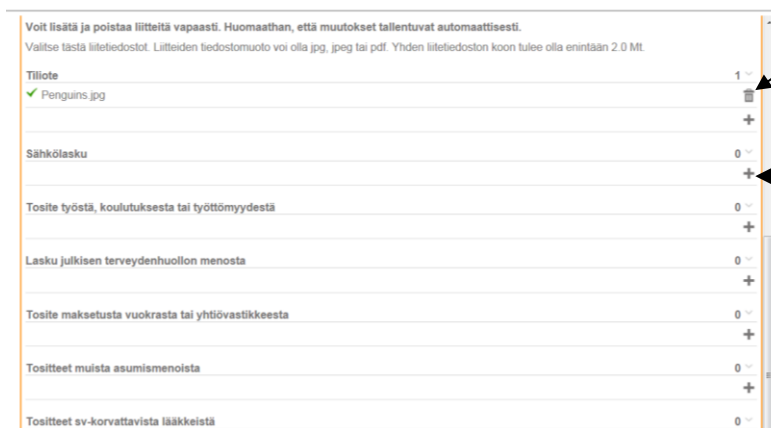 Voit lisätä ja poistaa liitteitä vapaasti. Huomaathan, että muutokset tallentuvat automaattisesti.
Valitse tästä liitetiedostot. Liitteiden tiedostomuoto voi olla jpg, jpeg tai pdf. Yhden liitetiedoston koon tulee olla enintään 2.0 Mt.
Tiliote 1
Penguins.jpg
Sähkölasku 0
Tosite työstä, koulutuksesta tai työttömyydestä 0
Lasku julkisen terveydenhuollon menosta 0
Tosite maksetusta vuokrasta tai yhtiövastikkeesta 0
Tositteet muista asumismenoista 0
Tositteet sv-korvattavista lääkkeistä 0